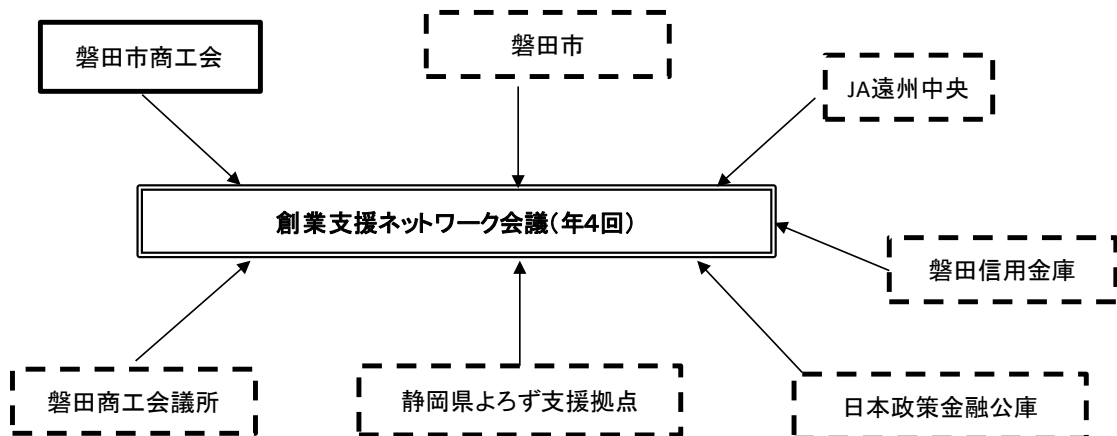 磐田市商工会
磐田市
JA遠州中央
創業支援ネットワーク会議(年4回)
磐田信用金庫
磐田商工会議所
静岡県よろず支援拠点
日本政策金融公庫